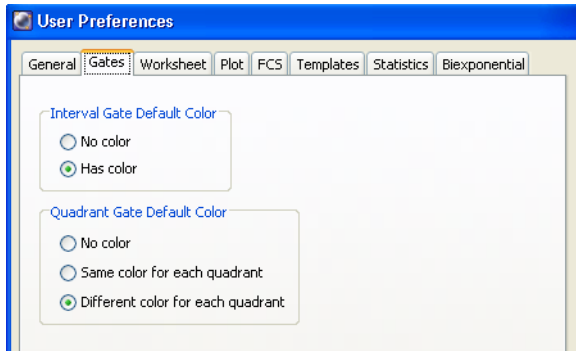 User Preferences
General Gates Worksheet Plot FCS Templates Statistics Biexponential
Interval Gate Default Color
No color
Has color
Quadrant Gate Default Color
No color
Same color for each quadrant
Different color for each quadrant